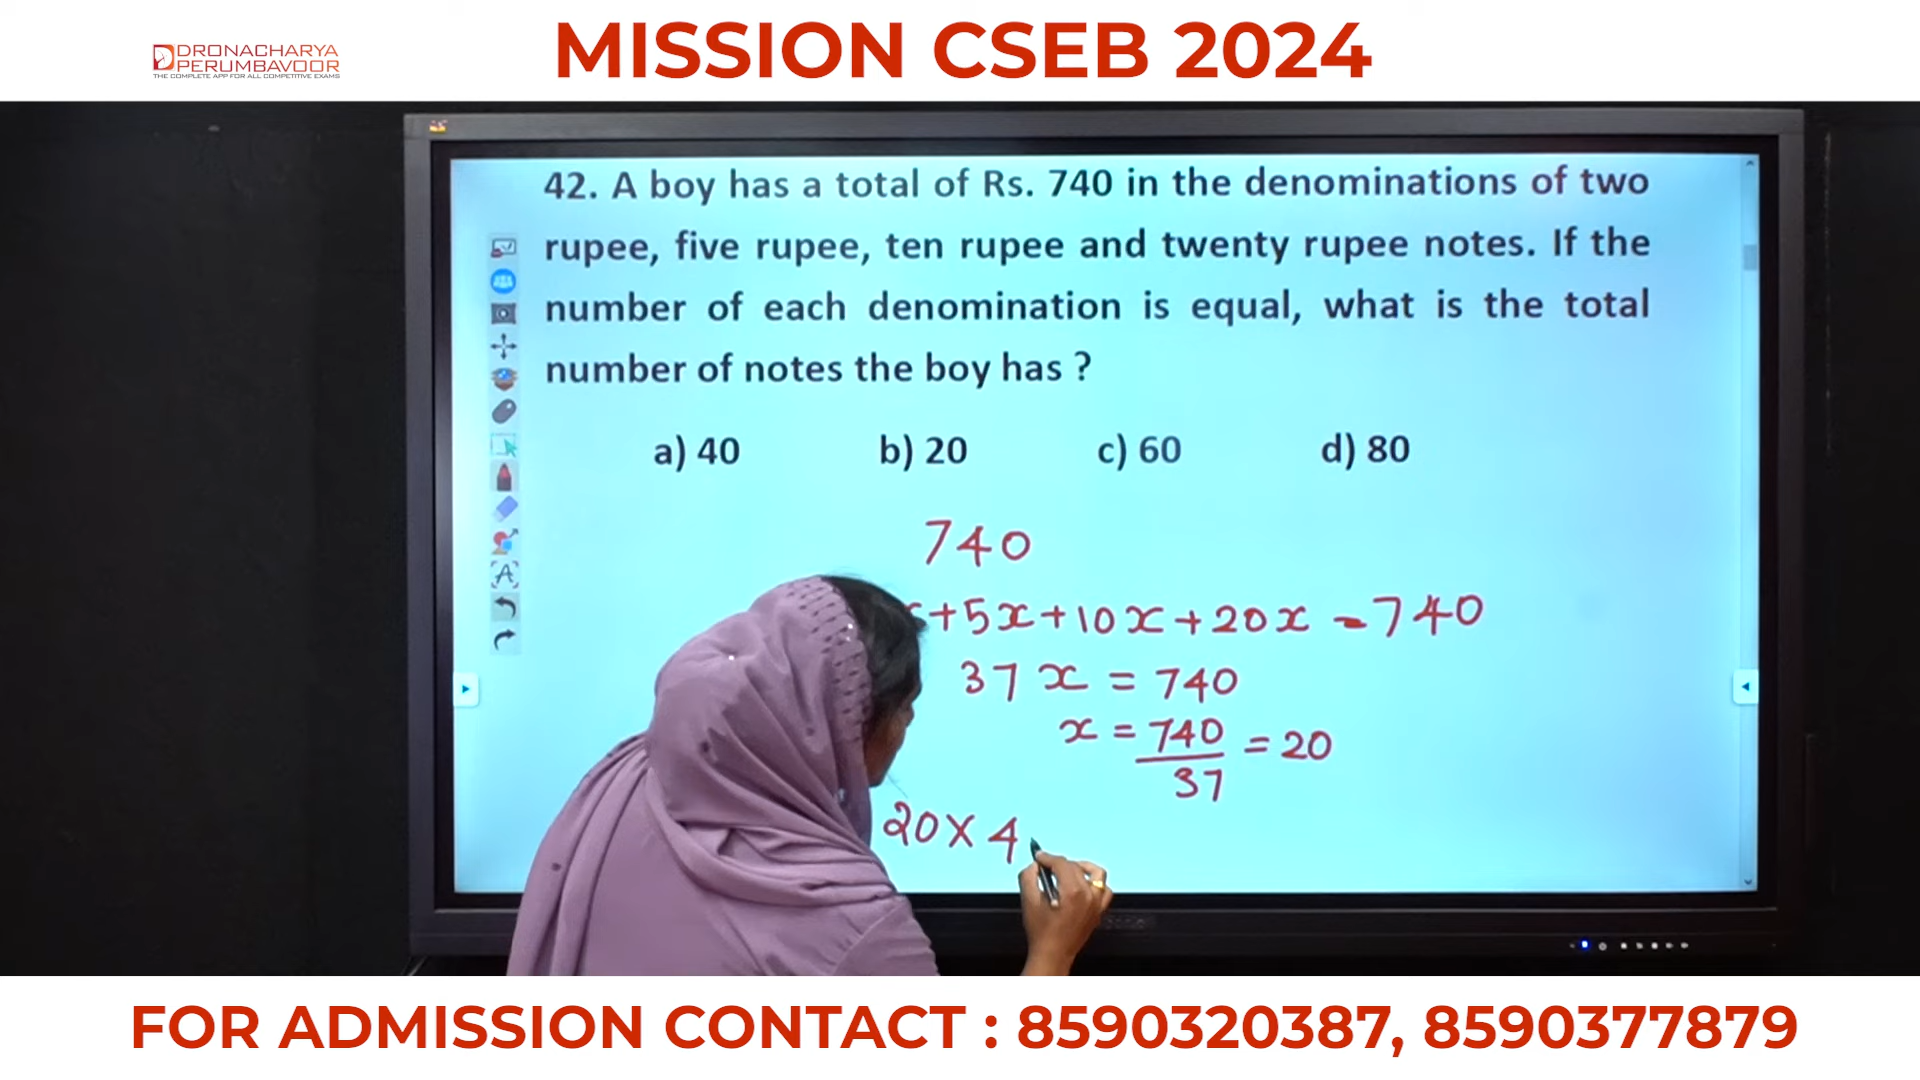 DRONACHARYA
PERUMBAVOOR
THE COMPLETE APP FOR ALL COMPETITIVE EXAMS
MISSION CSEB 2024
42. A boy has a total of Rs. 740 in the denominations of two
rupee, five rupee, ten rupee and twenty rupee notes. If the
number of each denomination is equal, what is the total
number of notes the boy has ?
a) 40 b) 20 c) 60 d) 80
740
+5x+10x+20x = 740
37x = 740
x = 740/37 = 20
20 × 4
FOR ADMISSION CONTACT : 8590320387, 8590377879